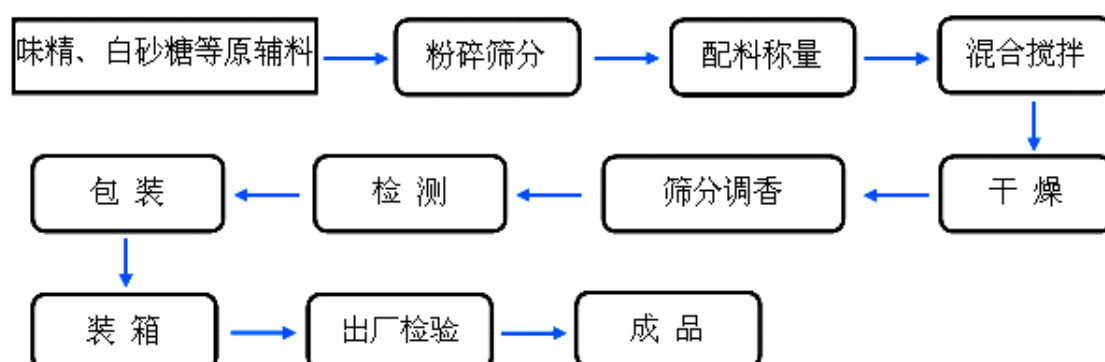 味精、白砂糖等原辅料
粉碎筛分
配料称量
混合搅拌
干 燥
筛分调香
检 测
包 装
装 箱
出厂检验
成 品